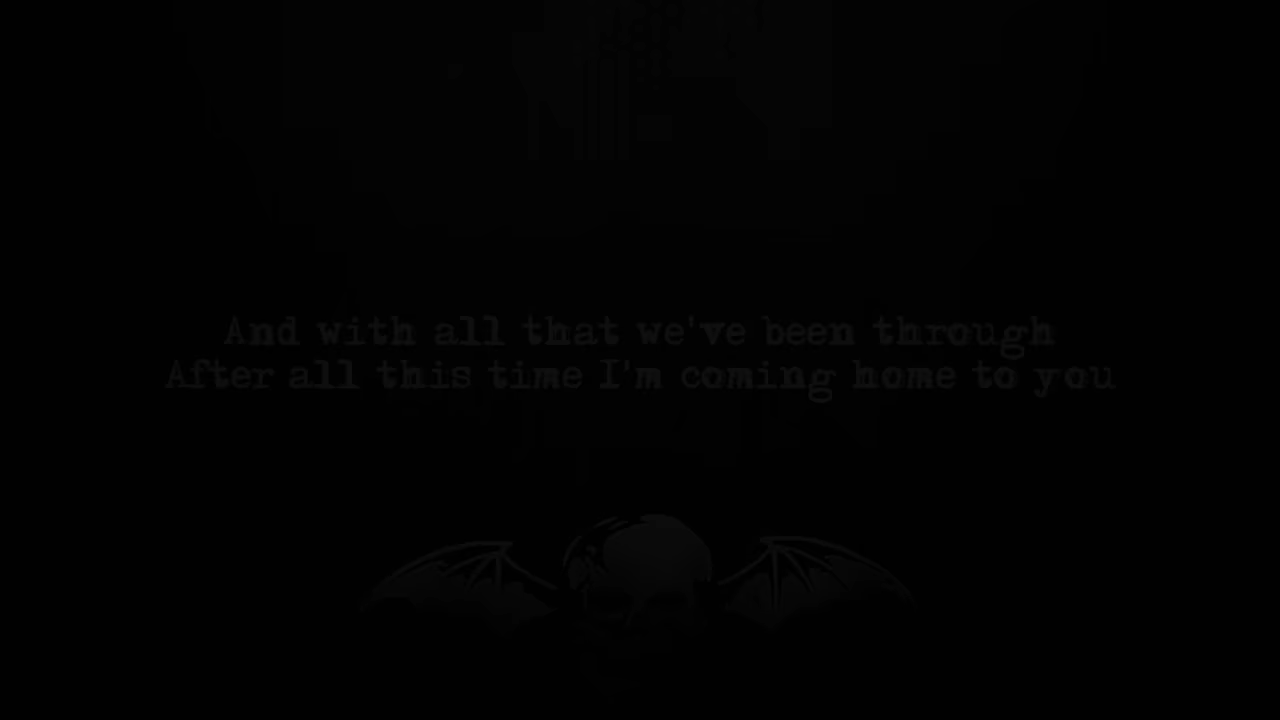 And with all that we've been through
After all this time I'm coming home to you